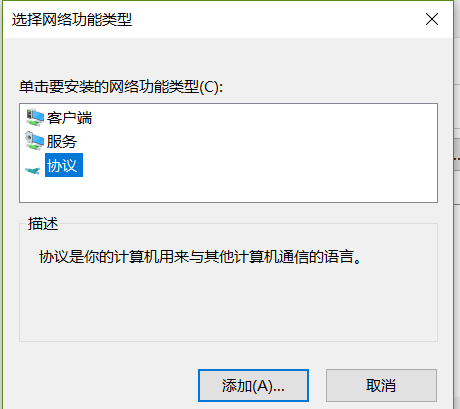 选择网络功能类型
单击要安装的网络功能类型(C):
客户端
服务
协议
描述
协议是你的计算机用来与其他计算机通信的语言。
添加(A)...
取消